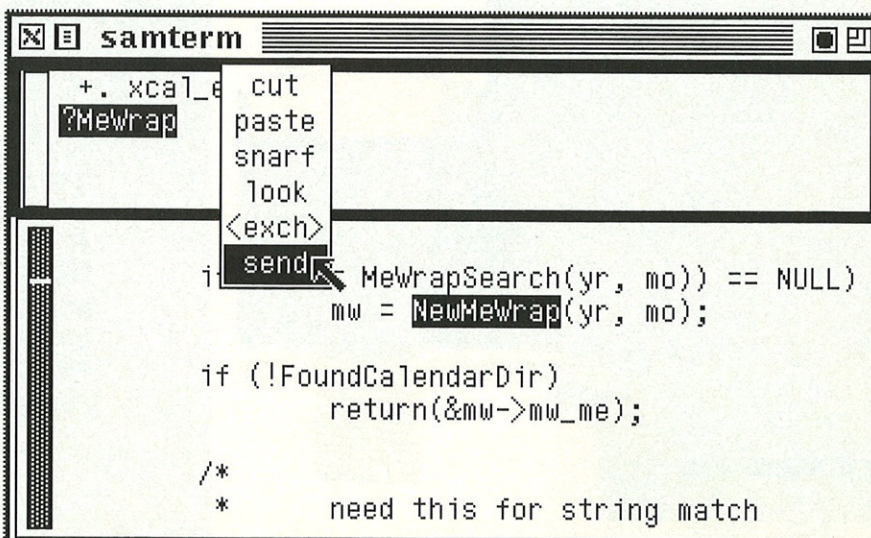 samterm
+. xcal_e
?MeWrap
cut
paste
snarf
look
<exch>
send
i MeWrapSearch(yr, mo)) == NULL)
mw = NewMeWrap(yr, mo);
if (!FoundCalendarDir)
return(&mw->mw_me);
/*
* need this for string match